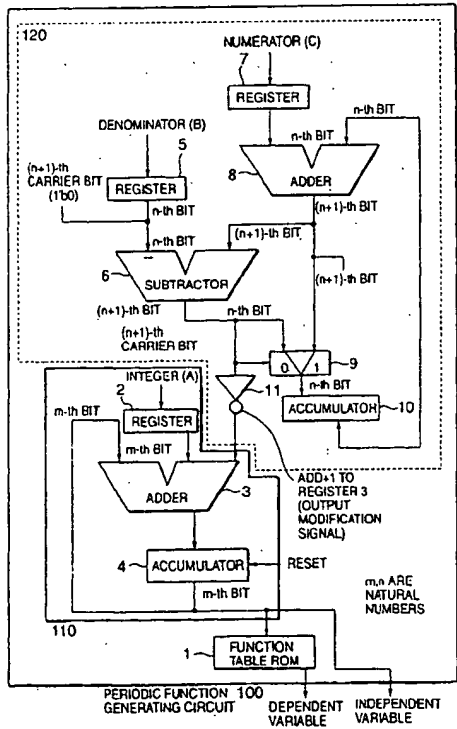 120
NUMERATOR (C)
7
REGISTER
n-th BIT
n-th BIT
DENOMINATOR (B)
5
(n+1)-th
CARRIER BIT
(1'b0)
REGISTER
n-th BIT
8
ADDER
(n+1)-th BIT
n-th BIT
(n+1)-th BIT
(n+1)-th BIT
6
SUBTRACTOR
(n+1)-th BIT
n-th BIT
(n+1)-th
CARRIER BIT
0
1
9
n-th BIT
INTEGER (A)
11
ACCUMULATOR
10
2
m-th BIT
REGISTER
m-th BIT
ADDER
3
ADD+1 TO
REGISTER 3
(OUTPUT
MODIFICATION
SIGNAL)
4
ACCUMULATOR
RESET
m-th BIT
m,n ARE
NATURAL
NUMBERS
110
1
FUNCTION
TABLE ROM
PERIODIC FUNCTION 100
GENERATING CIRCUIT
DEPENDENT
VARIABLE
INDEPENDENT
VARIABLE